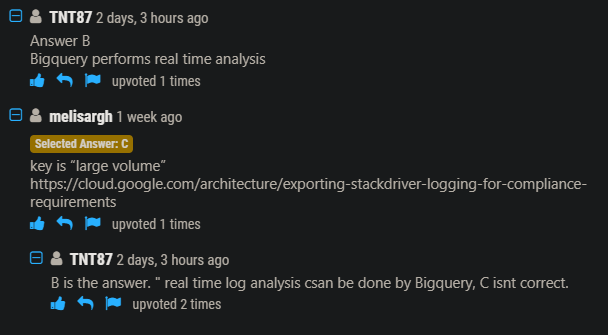 TNT87 2 days, 3 hours ago
Answer B
Bigquery performs real time analysis
upvoted 1 times
melisargh 1 week ago
Selected Answer: C
key is “large volume”
https://cloud.google.com/architecture/exporting-stackdriver-logging-for-compliance-
requirements
upvoted 1 times
TNT87 2 days, 3 hours ago
B is the answer. " real time log analysis csan be done by Bigquery, C isnt correct.
upvoted 2 times